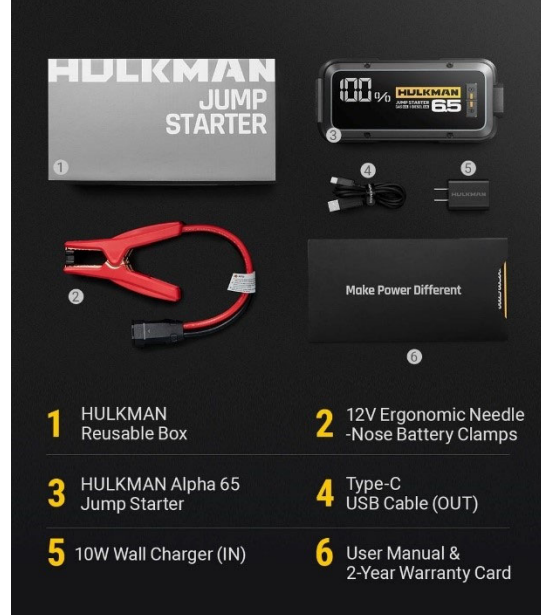 HULKMAN
JUMP
STARTER
1
100%
HULKMAN
JUMP STARTER
65
3
4
5
HULKMAN
2
Make Power Different
6
1 HULKMAN
Reusable Box
2 12V Ergonomic Needle
-Nose Battery Clamps
3 HULKMAN Alpha 65
Jump Starter
4 Type-C
USB Cable (OUT)
5 10W Wall Charger (IN)
6 User Manual &
2-Year Warranty Card